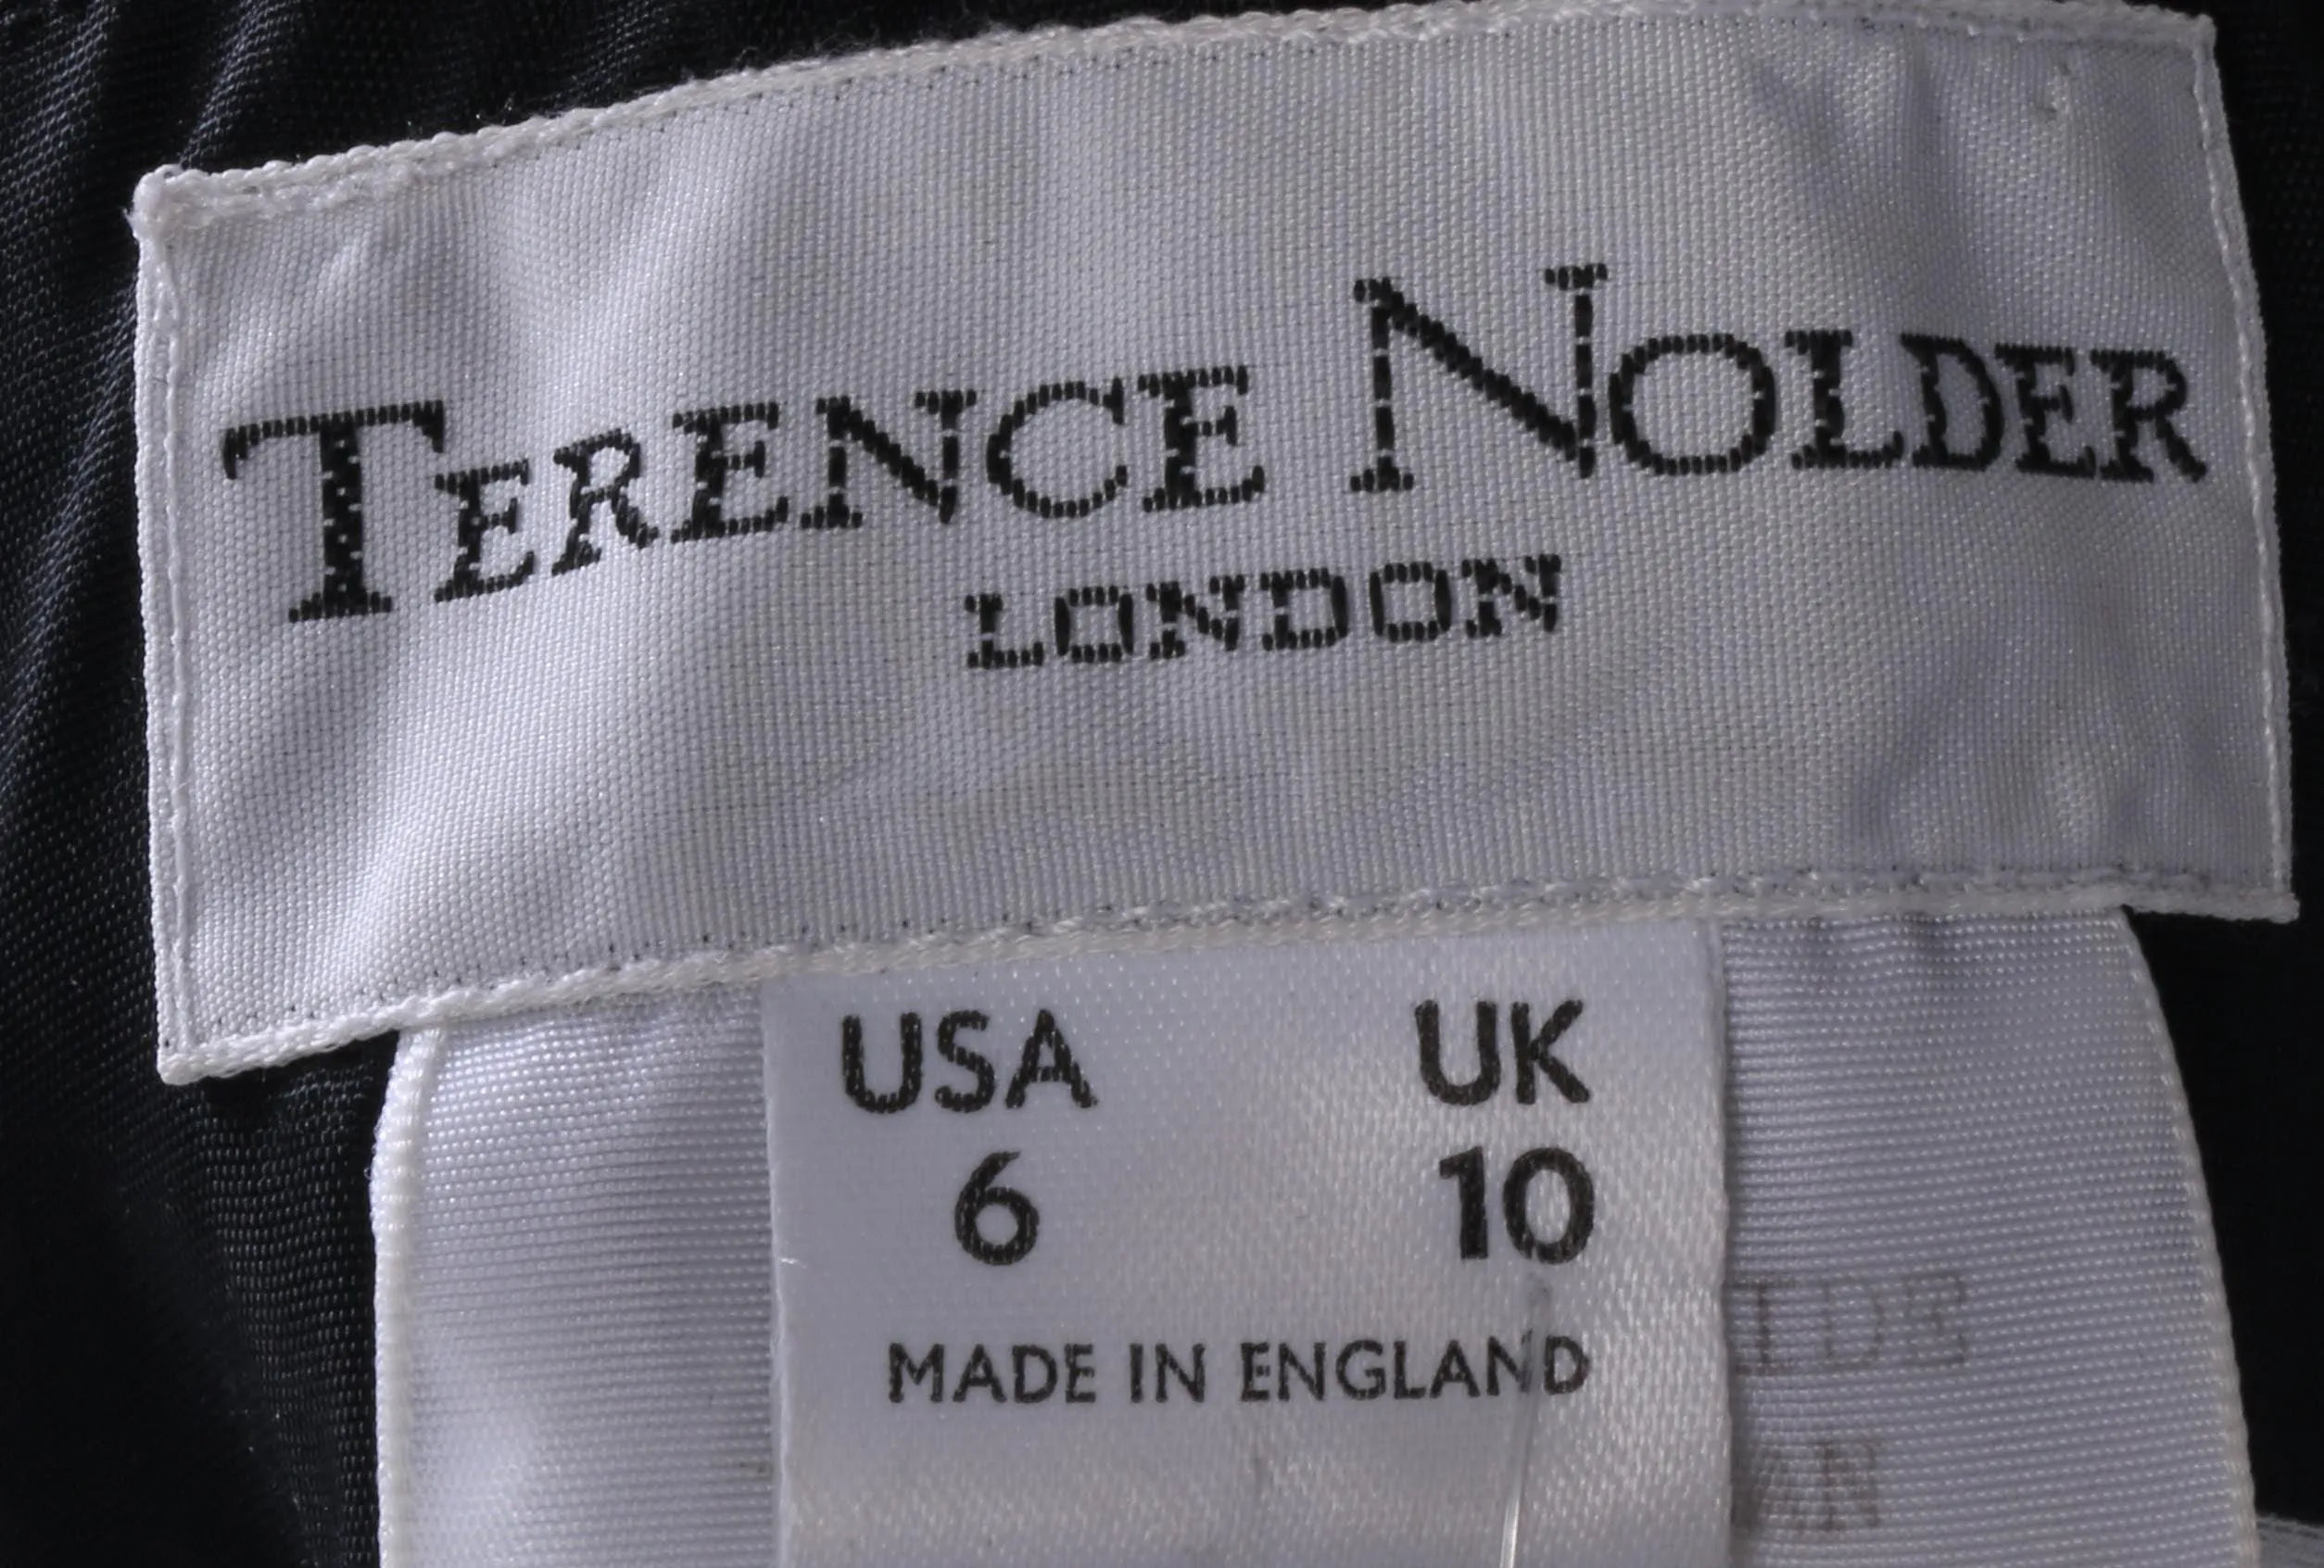 TERENCE NOLDER
LONDON
USA UK
6 10
MADE IN ENGLAND